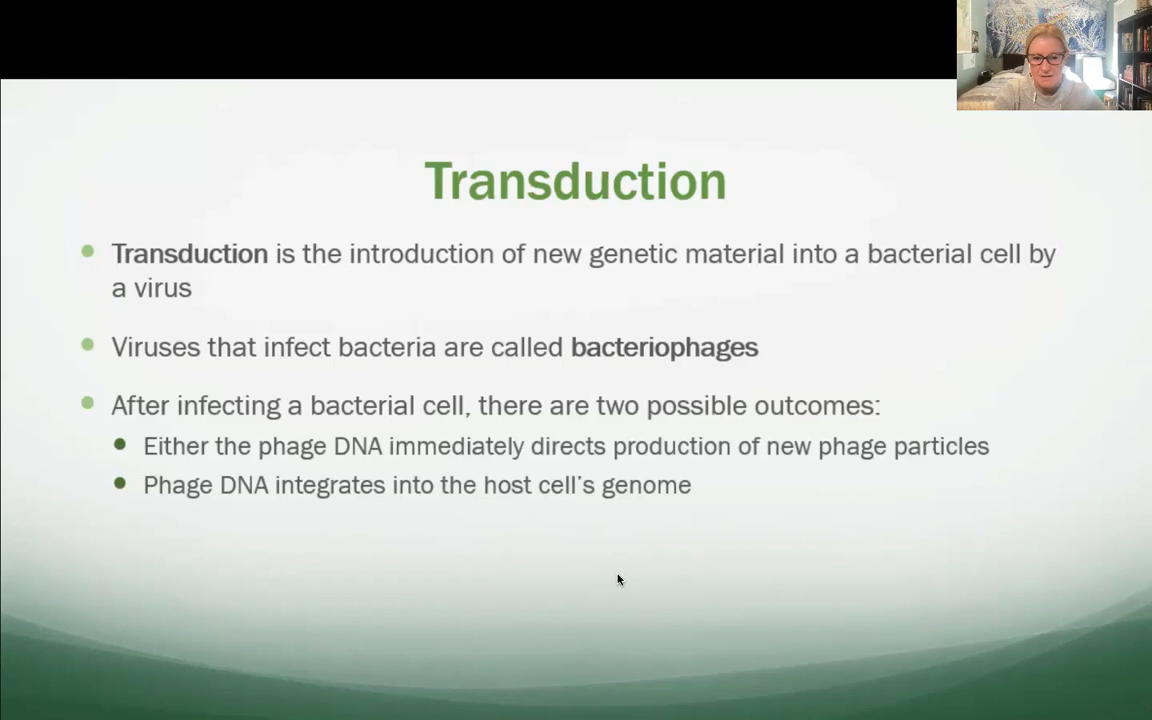 Transduction
Transduction is the introduction of new genetic material into a bacterial cell by
a virus
Viruses that infect bacteria are called bacteriophages
After infecting a bacterial cell, there are two possible outcomes:
Either the phage DNA immediately directs production of new phage particles
Phage DNA integrates into the host cell's genome